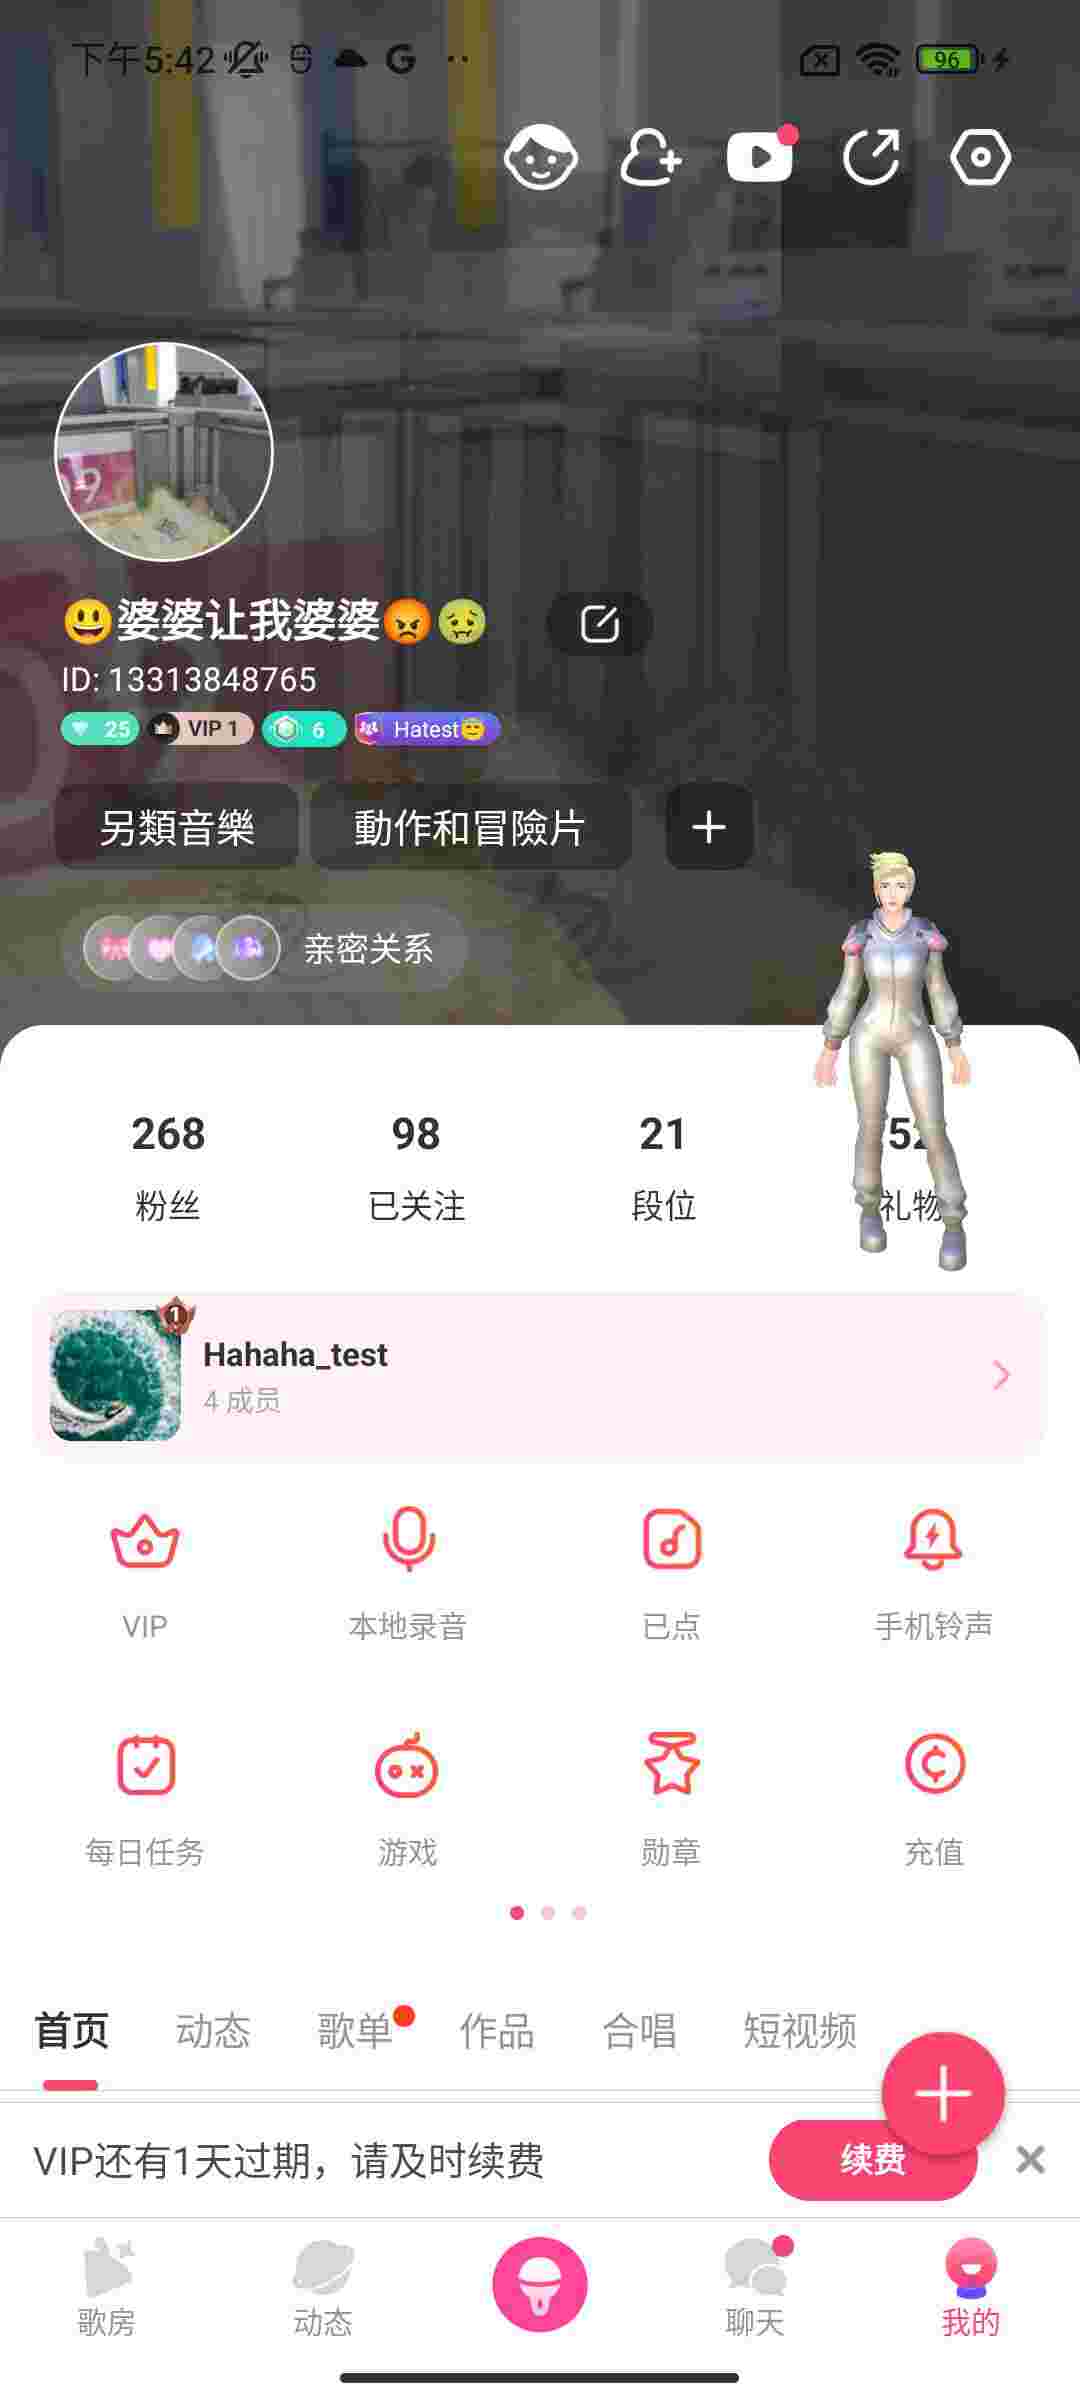 下午5:42
96
😃婆婆让我婆婆😡🤢
ID: 13313848765
25 VIP 1 6 Hatest😇
另類音樂 動作和冒險片
亲密关系
268 98 21
粉丝 已关注 段位 礼物
1
Hahaha_test
4 成员
VIP 本地录音 已点 手机铃声
每日任务 游戏 勋章 充值
首页 动态 歌单 作品 合唱 短视频
VIP还有1天过期，请及时续费 续费
歌房 动态 聊天 我的